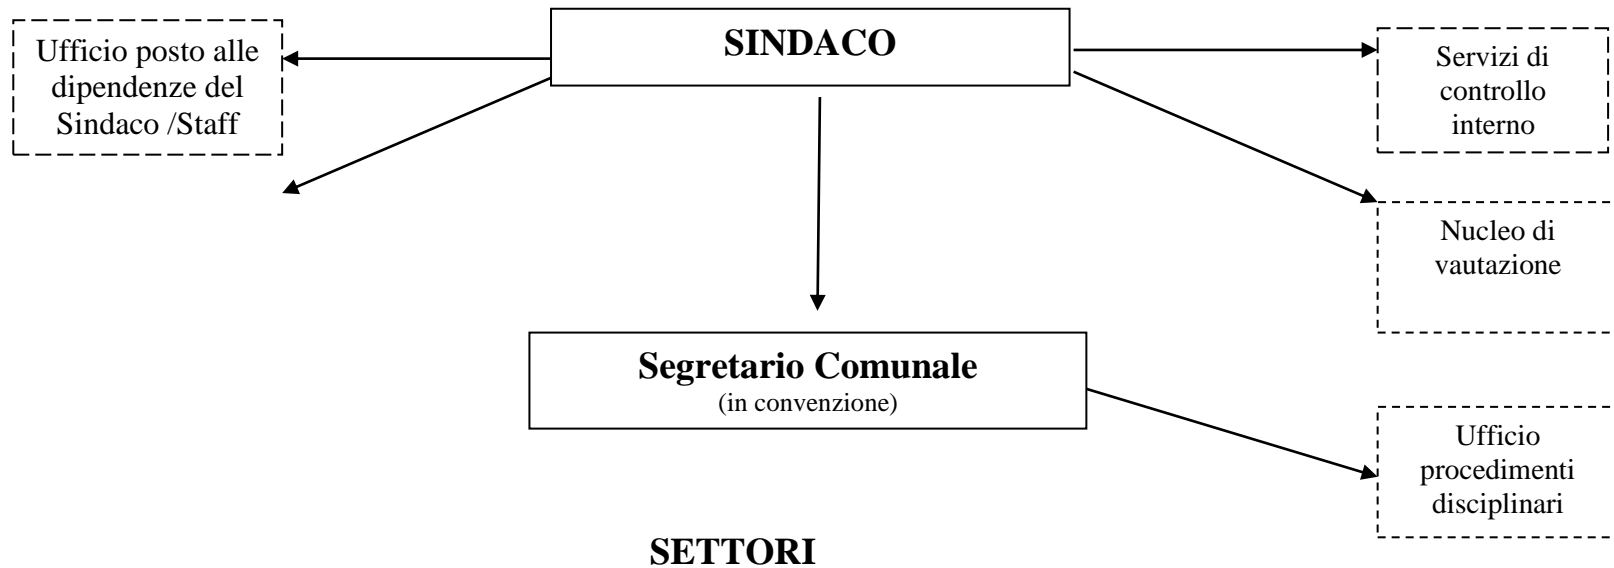 SINDACO
Ufficio posto alle
dipendenze del
Sindaco /Staff
Servizi di
controllo
interno
Nucleo di
vautazione
Segretario Comunale
(in convenzione)
Ufficio
procedimenti
disciplinari
SETTORI